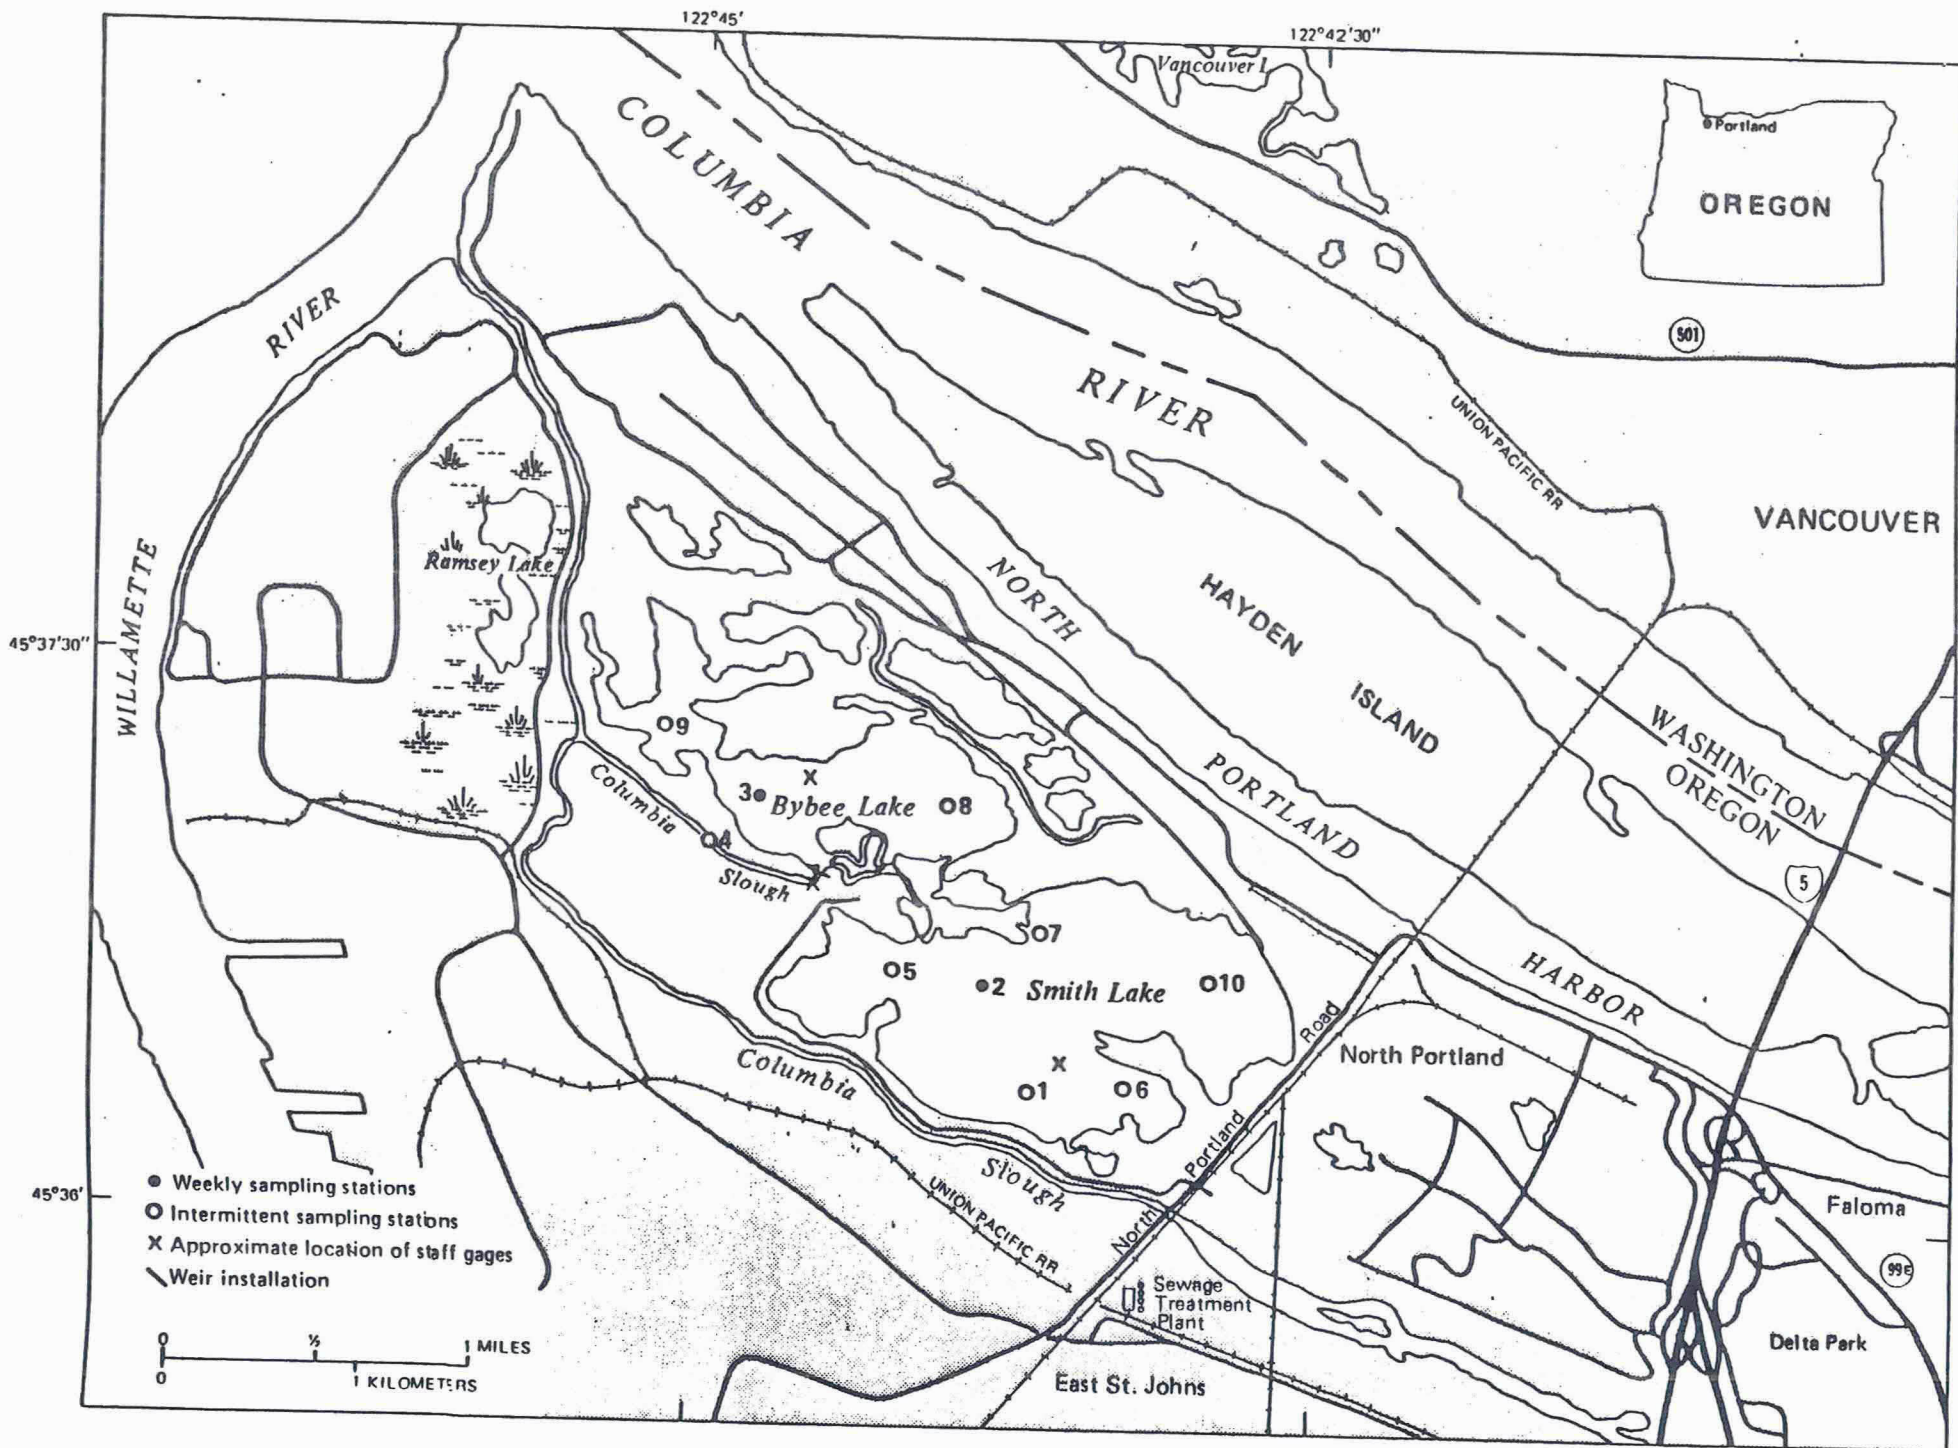 122°45'
122°42'30"
Vancouver L
COLUMBIA
RIVER
Portland
OREGON
501
RIVER
WILLAMETTE
UNION PACIFIC RR
VANCOUVER
Ramsey Lake
NORTH
PORTLAND
HARBOR
HAYDEN
ISLAND
45°37'30"
WASHINGTON
OREGON
5
9
3
Bybee Lake
8
Columbia
4
Slough
7
5
2
Smith Lake
10
1
6
Columbia
Slough
UNION PACIFIC RR
North
Portland
Road
North Portland
45°36'
Weekly sampling stations
Intermittent sampling stations
X Approximate location of staff gages
Weir installation
0 ½ 1 MILES
0 1 KILOMETERS
Sewage
Treatment
Plant
East St. Johns
Faloma
99E
Delta Park